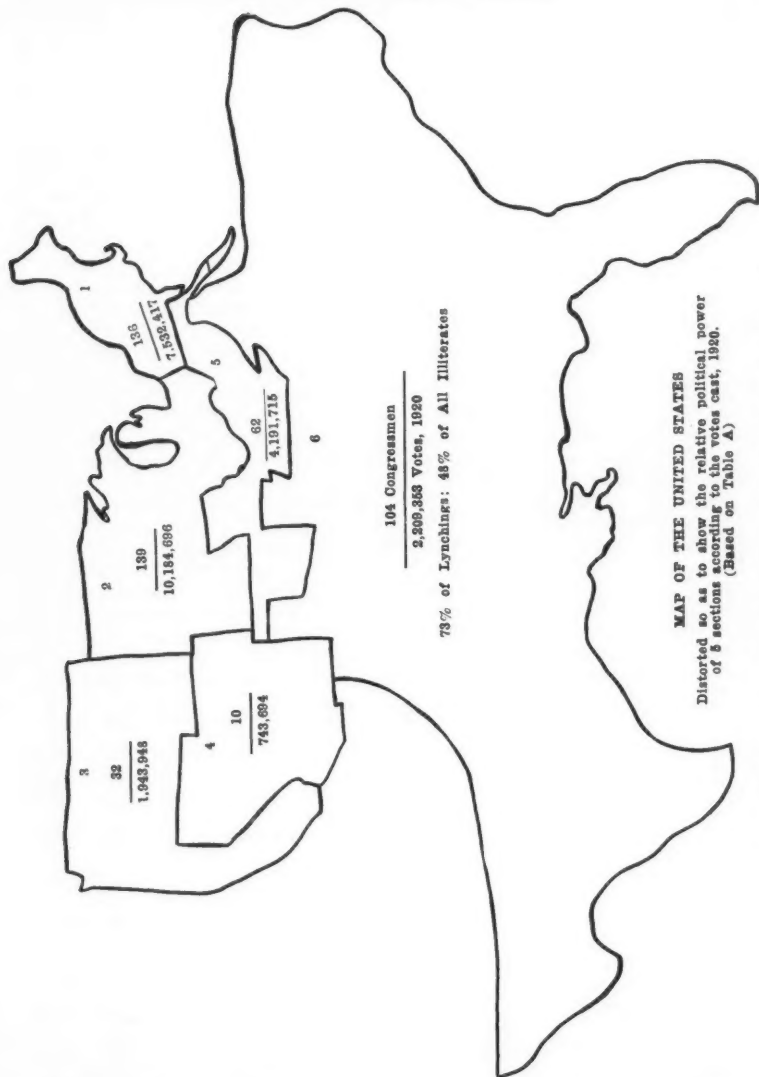 1
136
7,532,417
2
139
10,184,696
3
32
1,943,948
4
10
743,694
5
62
4,191,715
6
104 Congressmen
2,209,353 Votes, 1920
73% of Lynchings: 48% of All Illiterates
MAP OF THE UNITED STATES
Distorted so as to show the relative political power
of 5 sections according to the votes cast, 1920.
(Based on Table A)